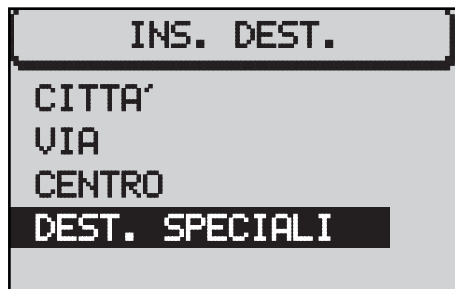 INS. DEST.
CITTA´
VIA
CENTRO
DEST. SPECIALI